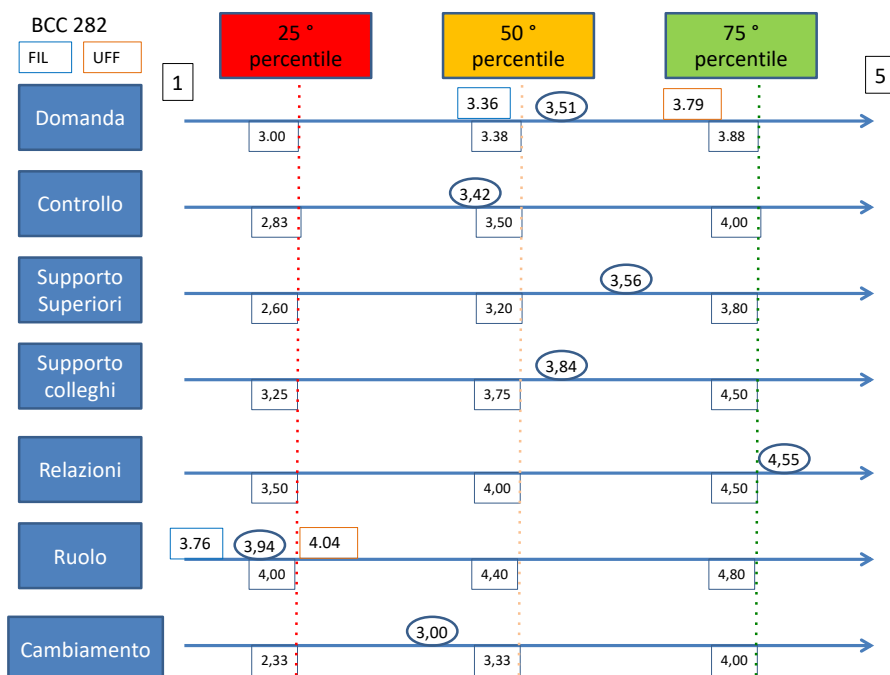 BCC 282
FIL UFF
25 °
percentile
50 °
percentile
75 °
percentile
1
5
Domanda
3.36
3,51
3.79
3.00
3.38
3.88
Controllo
3,42
2,83
3,50
4,00
Supporto
Superiori
3,56
2,60
3,20
3,80
Supporto
colleghi
3,84
3,25
3,75
4,50
Relazioni
4,55
3,50
4,00
4,50
Ruolo
3.76
3,94
4.04
4,00
4,40
4,80
Cambiamento
3,00
2,33
3,33
4,00